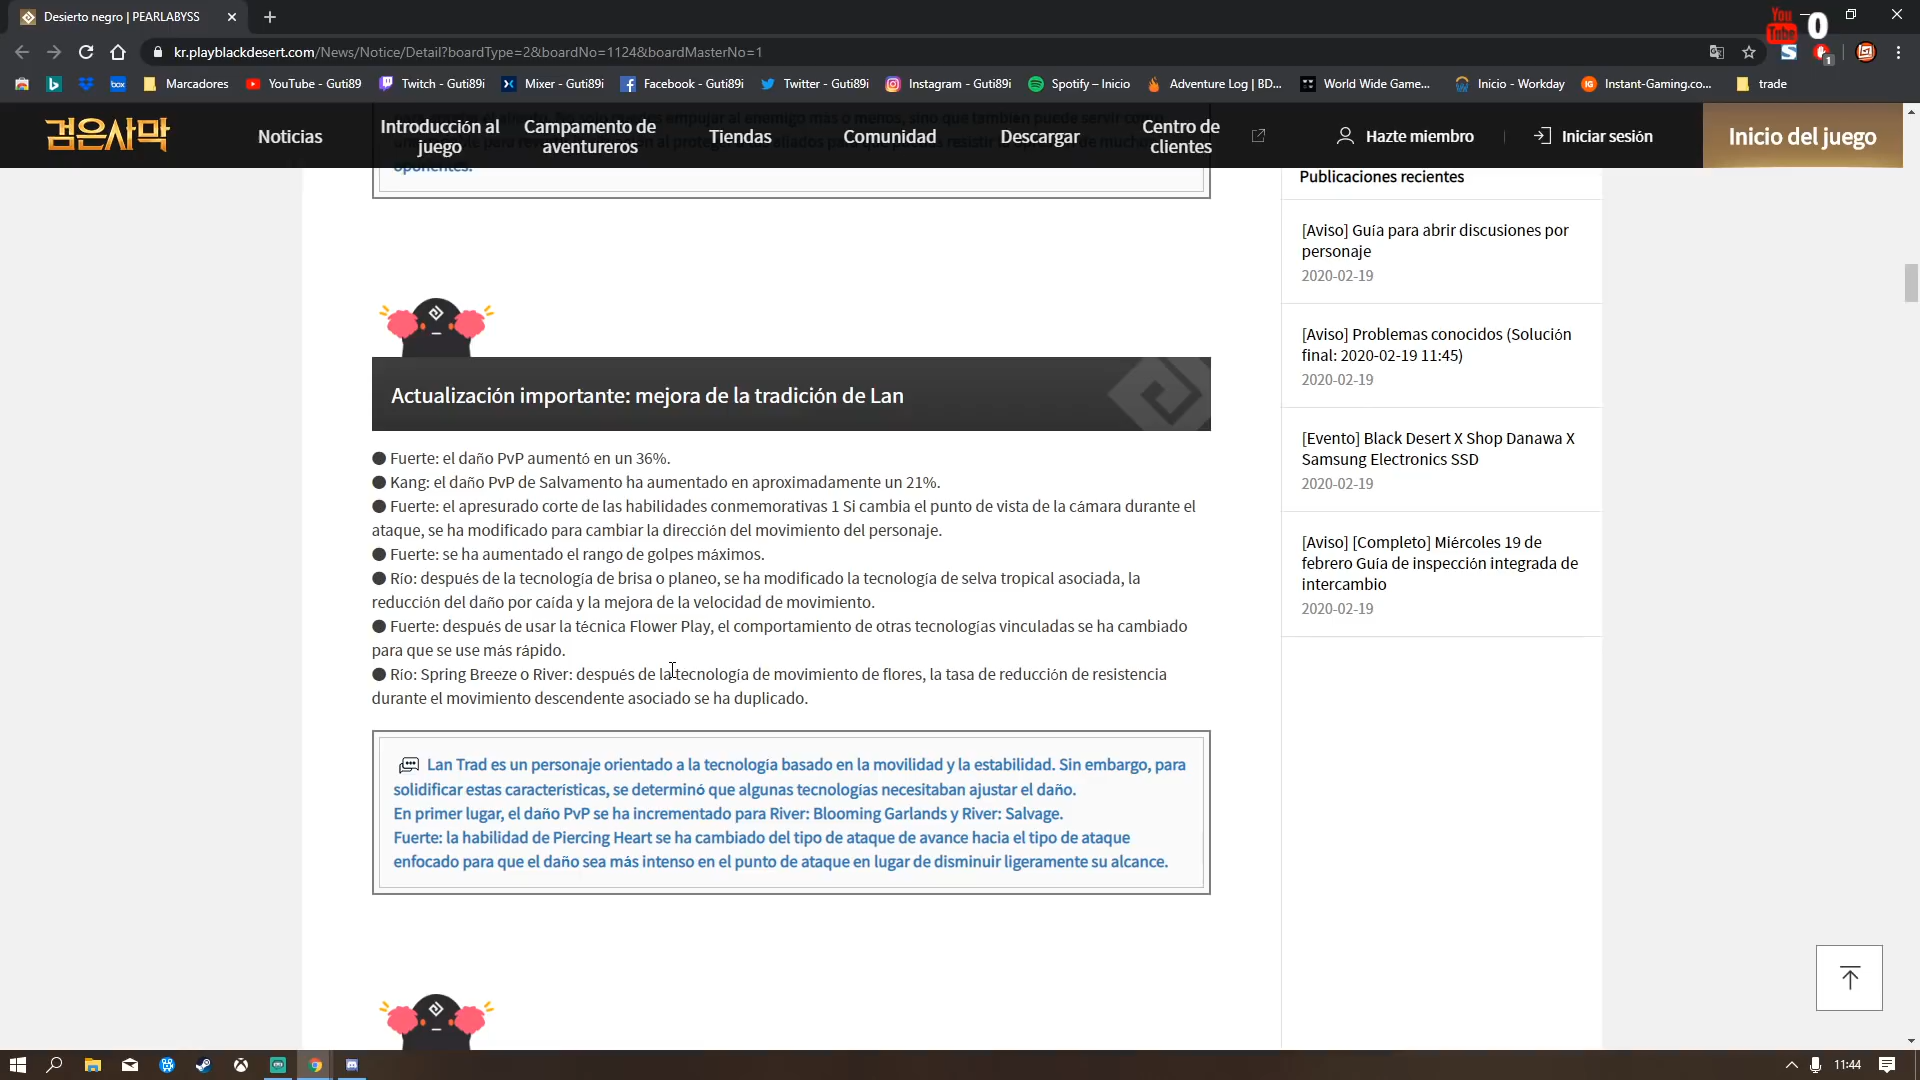 Desierto negro | PEARLABYSS
kr.playblackdesert.com/News/Notice/Detail?boardType=2&boardNo=1124&boardMasterNo=1
You
Tube
0
1
box
Marcadores
YouTube - Guti89
Twitch - Guti89i
Mixer - Guti89i
Facebook - Guti89i
Twitter - Guti89i
Instagram - Guti89i
Spotify – Inicio
Adventure Log | BD...
World Wide Game...
Inicio - Workday
IG
Instant-Gaming.co...
trade
검은사막
Noticias
Introducción al juego
Campamento de aventureros
Tiendas
Comunidad
Descargar
Centro de clientes
Hazte miembro
Iniciar sesión
Inicio del juego
oponentes.
Actualización importante: mejora de la tradición de Lan
● Fuerte: el daño PvP aumentó en un 36%.
● Kang: el daño PvP de Salvamento ha aumentado en aproximadamente un 21%.
● Fuerte: el apresurado corte de las habilidades conmemorativas 1 Si cambia el punto de vista de la cámara durante el
ataque, se ha modificado para cambiar la dirección del movimiento del personaje.
● Fuerte: se ha aumentado el rango de golpes máximos.
● Río: después de la tecnología de brisa o planeo, se ha modificado la tecnología de selva tropical asociada, la
reducción del daño por caída y la mejora de la velocidad de movimiento.
● Fuerte: después de usar la técnica Flower Play, el comportamiento de otras tecnologías vinculadas se ha cambiado
para que se use más rápido.
● Río: Spring Breeze o River: después de la tecnología de movimiento de flores, la tasa de reducción de resistencia
durante el movimiento descendente asociado se ha duplicado.
Lan Trad es un personaje orientado a la tecnología basado en la movilidad y la estabilidad. Sin embargo, para
solidificar estas características, se determinó que algunas tecnologías necesitaban ajustar el daño.
En primer lugar, el daño PvP se ha incrementado para River: Blooming Garlands y River: Salvage.
Fuerte: la habilidad de Piercing Heart se ha cambiado del tipo de ataque de avance hacia el tipo de ataque
enfocado para que el daño sea más intenso en el punto de ataque en lugar de disminuir ligeramente su alcance.
Publicaciones recientes
[Aviso] Guía para abrir discusiones por
personaje
2020-02-19
[Aviso] Problemas conocidos (Solución
final: 2020-02-19 11:45)
2020-02-19
[Evento] Black Desert X Shop Danawa X
Samsung Electronics SSD
2020-02-19
[Aviso] [Completo] Miércoles 19 de
febrero Guía de inspección integrada de
intercambio
2020-02-19
11:44